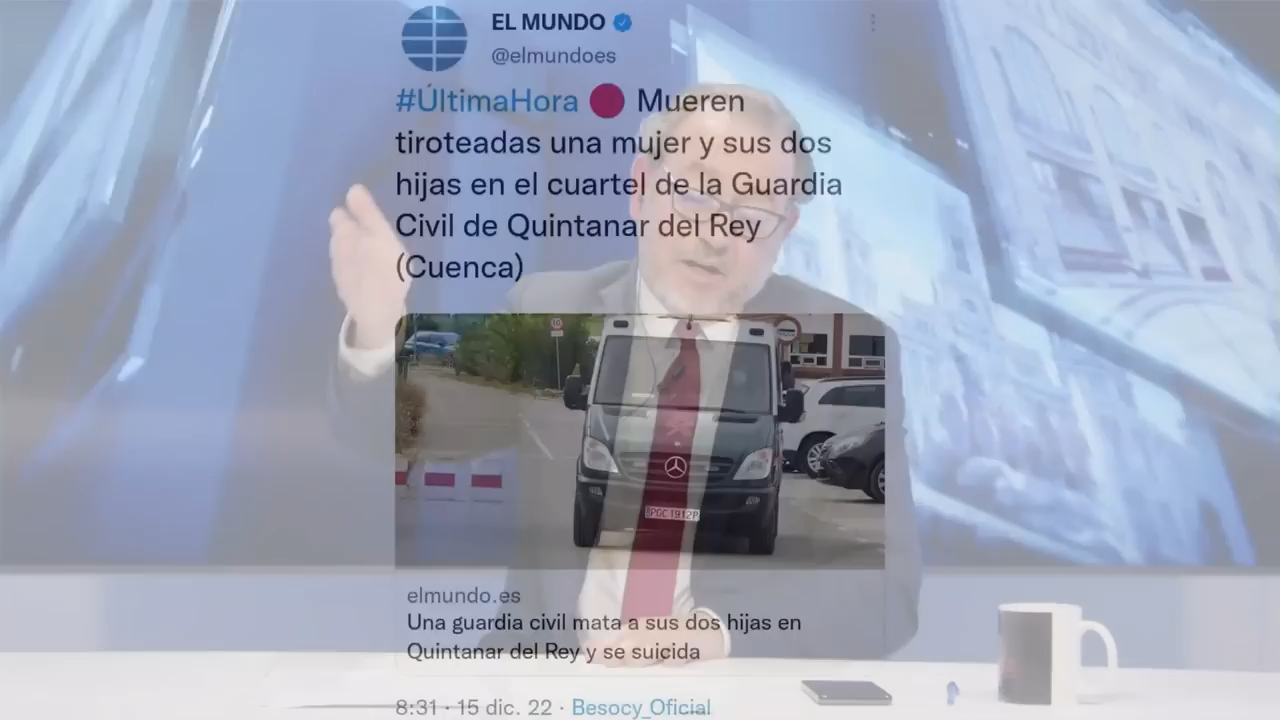 EL MUNDO
@elmundoes
#ÚltimaHora 🔴 Mueren
tiroteadas una mujer y sus dos
hijas en el cuartel de la Guardia
Civil de Quintanar del Rey
(Cuenca)
PGC1912P
elmundo.es
Una guardia civil mata a sus dos hijas en
Quintanar del Rey y se suicida
8:31 · 15 dic. 22 · Besocy_Oficial